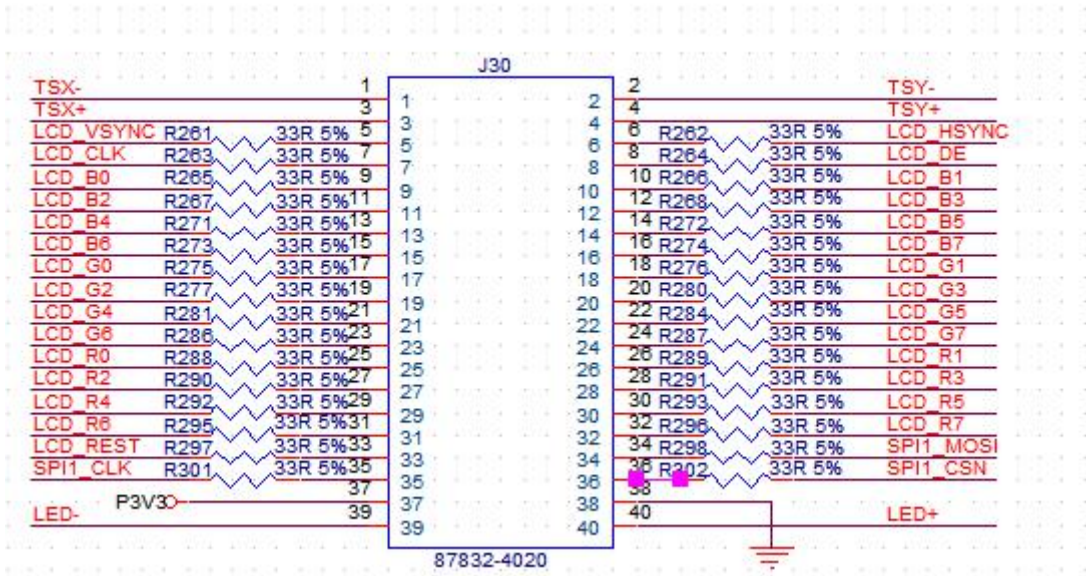 J30
TSX- 1 1 2 2 TSY-
TSX+ 3 3 4 4 TSY+
LCD_VSYNC R261 33R 5% 5 5 6 6 R262 33R 5% LCD_HSYNC
LCD_CLK R263 33R 5% 7 7 8 8 R264 33R 5% LCD_DE
LCD_B0 R265 33R 5% 9 9 10 10 R266 33R 5% LCD_B1
LCD_B2 R267 33R 5% 11 11 12 12 R268 33R 5% LCD_B3
LCD_B4 R271 33R 5% 13 13 14 14 R272 33R 5% LCD_B5
LCD_B6 R273 33R 5% 15 15 16 16 R274 33R 5% LCD_B7
LCD_G0 R275 33R 5% 17 17 18 18 R276 33R 5% LCD_G1
LCD_G2 R277 33R 5% 19 19 20 20 R280 33R 5% LCD_G3
LCD_G4 R281 33R 5% 21 21 22 22 R284 33R 5% LCD_G5
LCD_G6 R286 33R 5% 23 23 24 24 R287 33R 5% LCD_G7
LCD_R0 R288 33R 5% 25 25 26 26 R289 33R 5% LCD_R1
LCD_R2 R290 33R 5% 27 27 28 28 R291 33R 5% LCD_R3
LCD_R4 R292 33R 5% 29 29 30 30 R293 33R 5% LCD_R5
LCD_R6 R295 33R 5% 31 31 32 32 R296 33R 5% LCD_R7
LCD_REST R297 33R 5% 33 33 34 34 R298 33R 5% SPI1_MOSI
SPI1_CLK R301 33R 5% 35 35 36 36 R302 33R 5% SPI1_CSN
P3V3 37 37 38 38
LED- 39 39 40 40 LED+
87832-4020